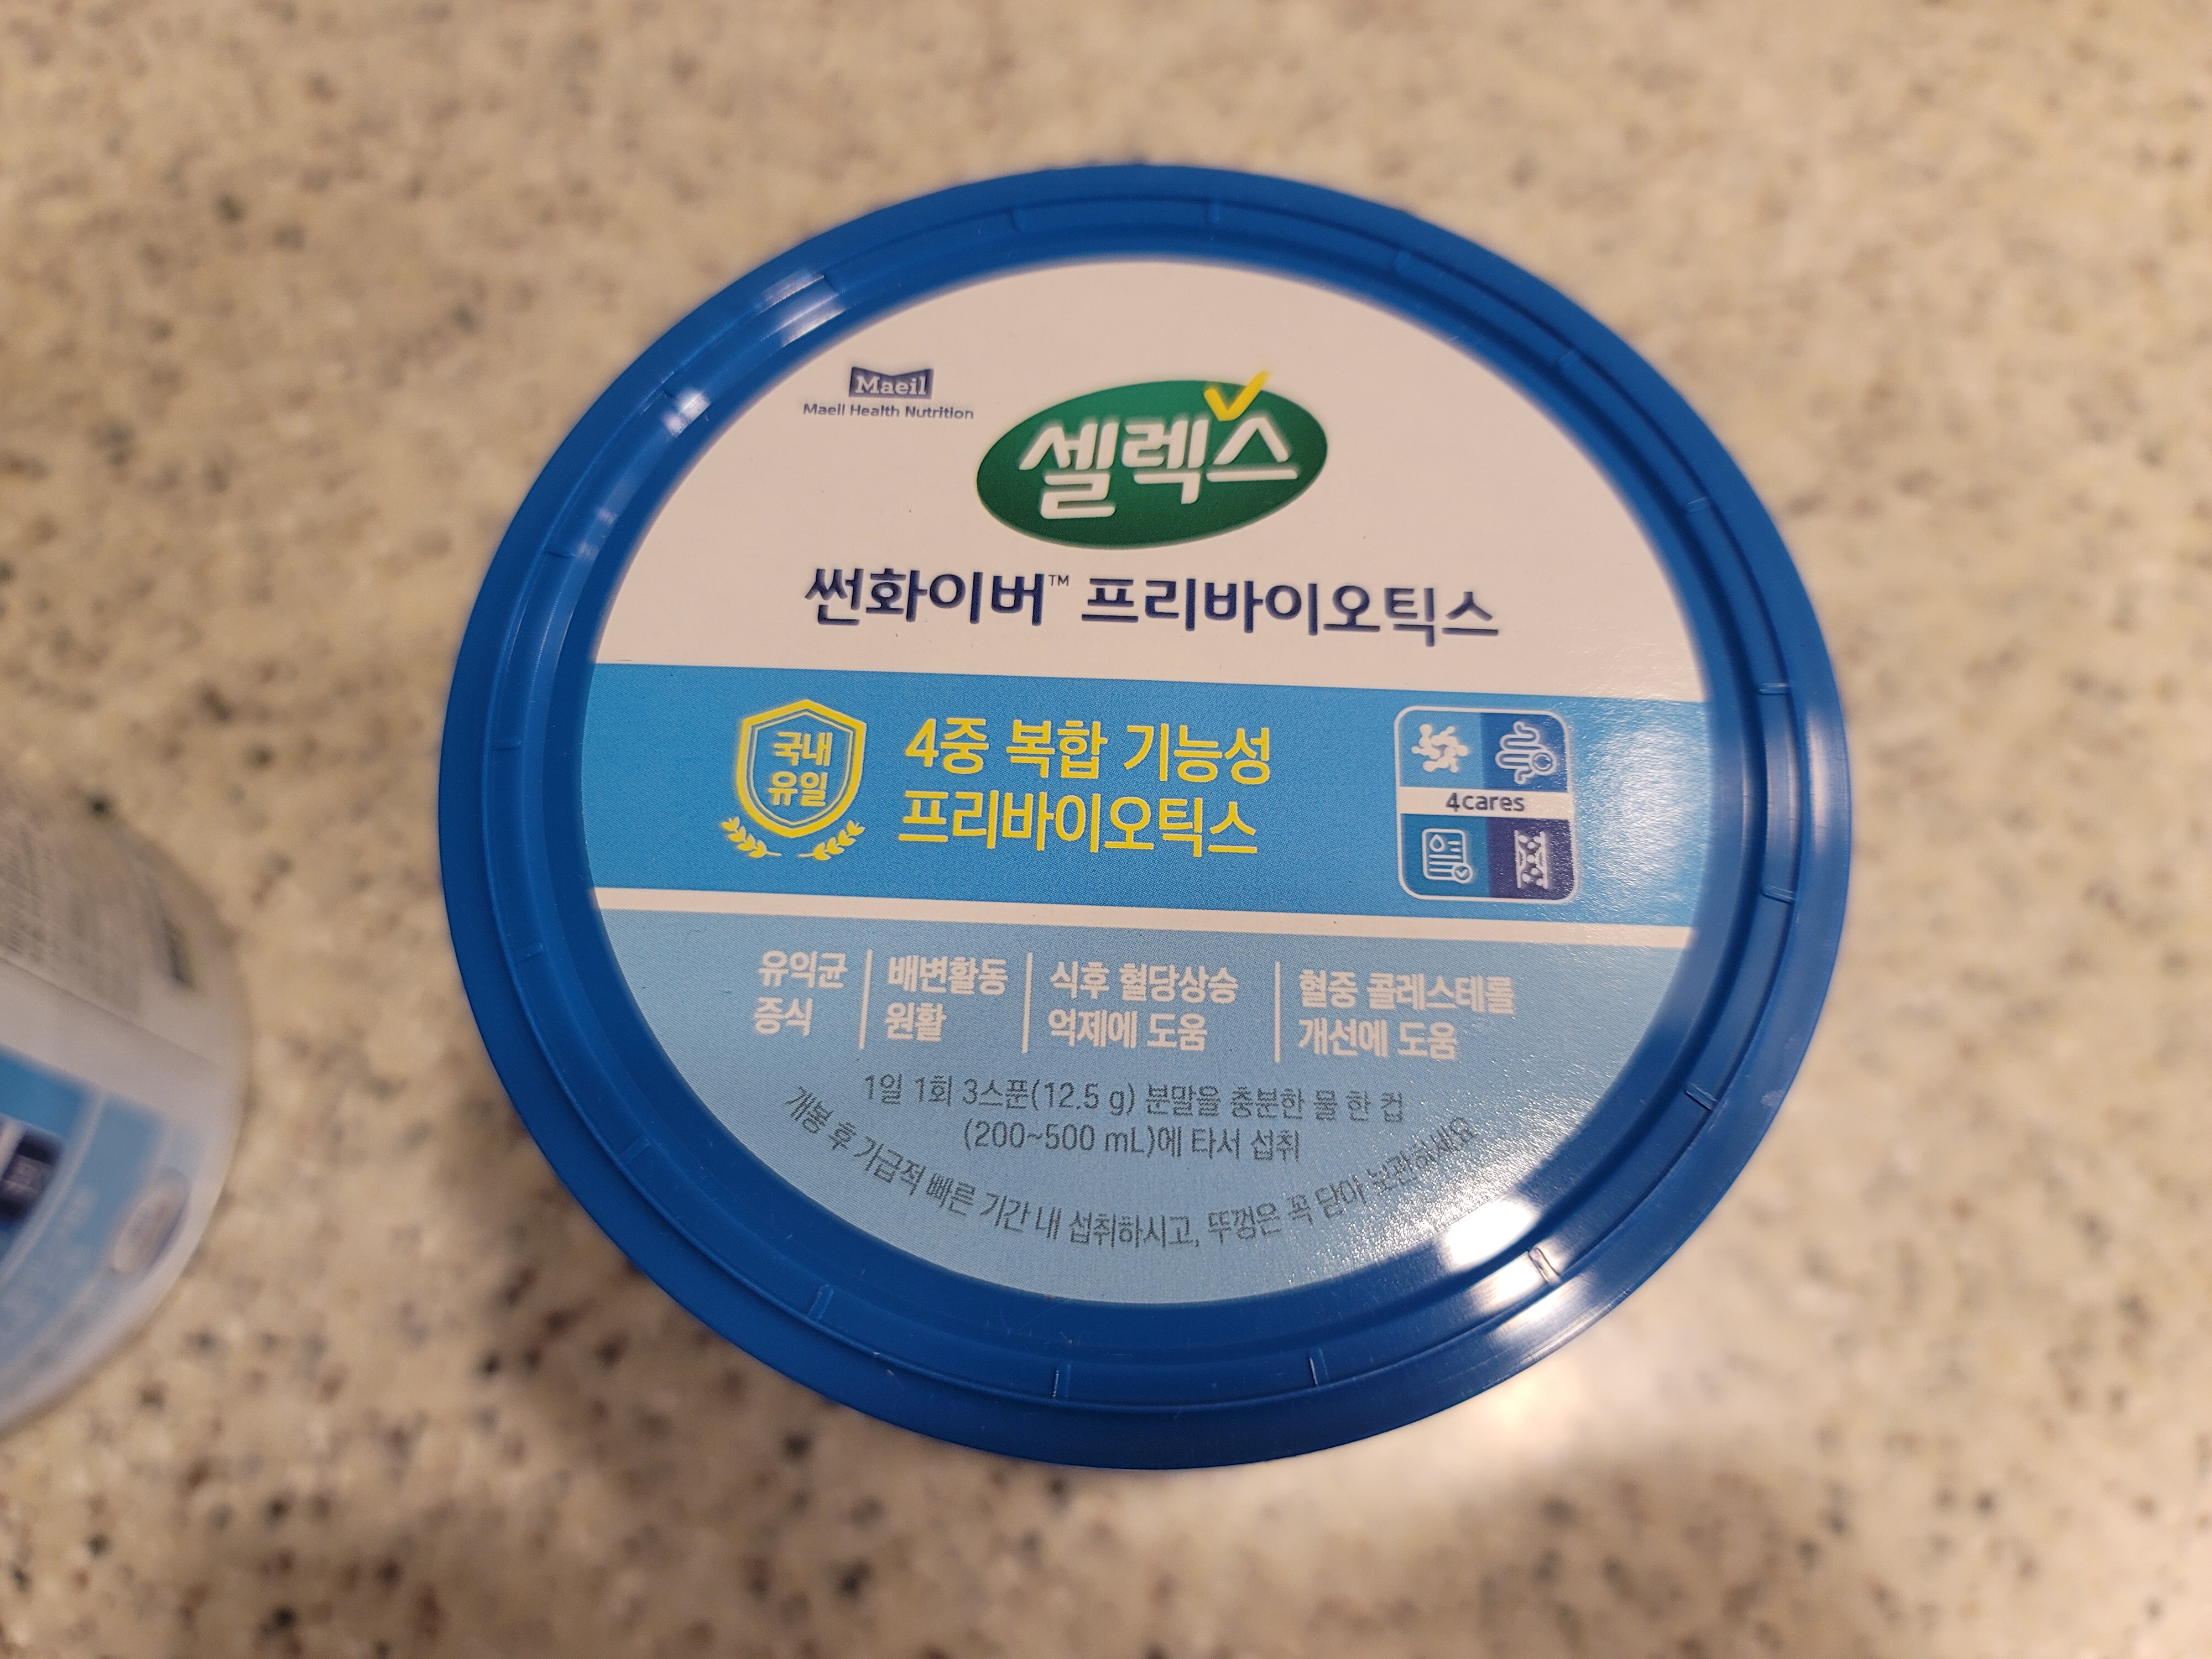 Maeil
Maeil Health Nutrition
셀렉스
썬화이버™ 프리바이오틱스
국내
유일
4중 복합 기능성
프리바이오틱스
4cares
유익균
증식
배변활동
원활
식후 혈당상승
억제에 도움
혈중 콜레스테롤
개선에 도움
1일 1회 3스푼(12.5 g) 분말을 충분한 물 한 컵
(200~500 mL)에 타서 섭취
개봉 후 가급적 빠른 기간 내 섭취하시고, 뚜껑은 꼭 닫아 보관하세요